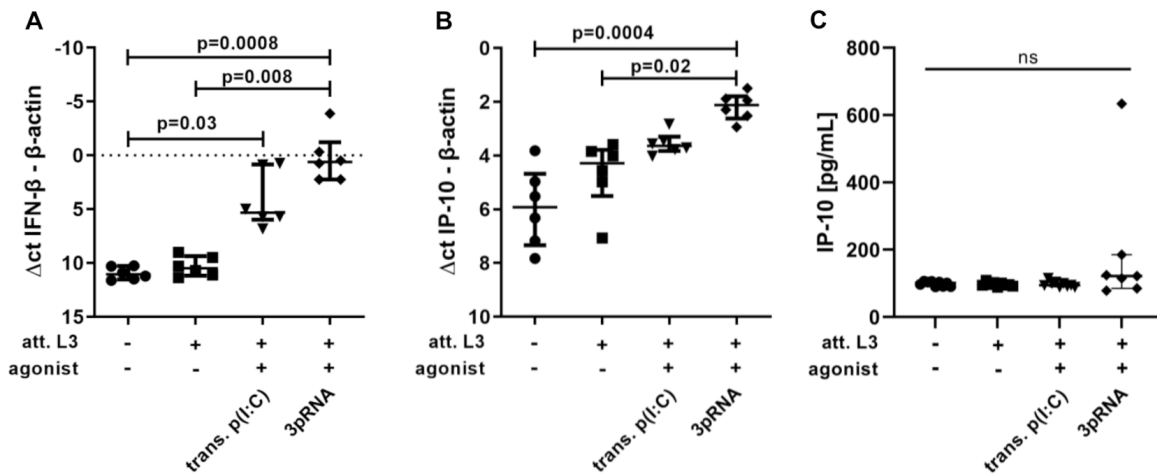 A
Δct IFN-β - β-actin
-10
-5
0
5
10
15
p=0.0008
p=0.008
p=0.03
att. L3 - + + +
agonist - - + +
trans. p(I:C)
3pRNA
B
Δct IP-10 - β-actin
0
2
4
6
8
10
p=0.0004
p=0.02
att. L3 - + + +
agonist - - + +
trans. p(I:C)
3pRNA
C
IP-10 [pg/mL]
800
600
400
200
0
ns
att. L3 - + + +
agonist - - + +
trans. p(I:C)
3pRNA